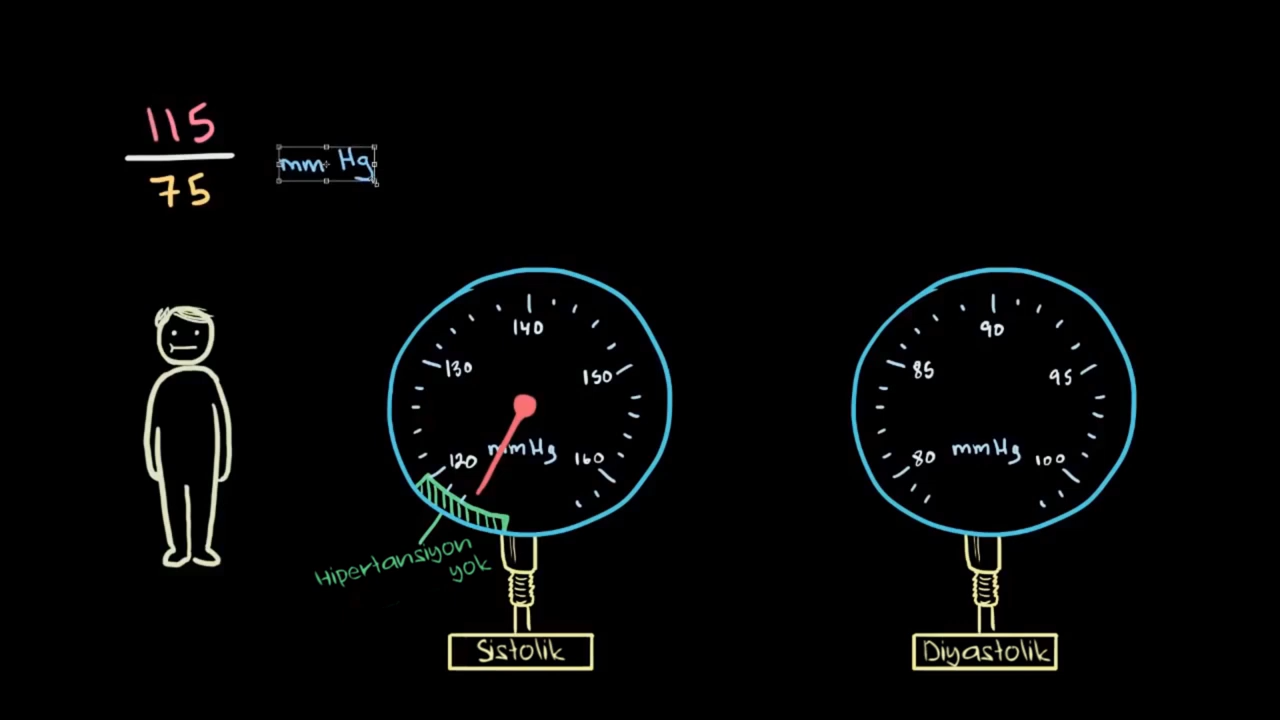 115
75
mm Hg
140
130
150
120
mmHg
160
Hipertansiyon
yok
Sistolik
90
85
95
80
mmHg
100
Diyastolik